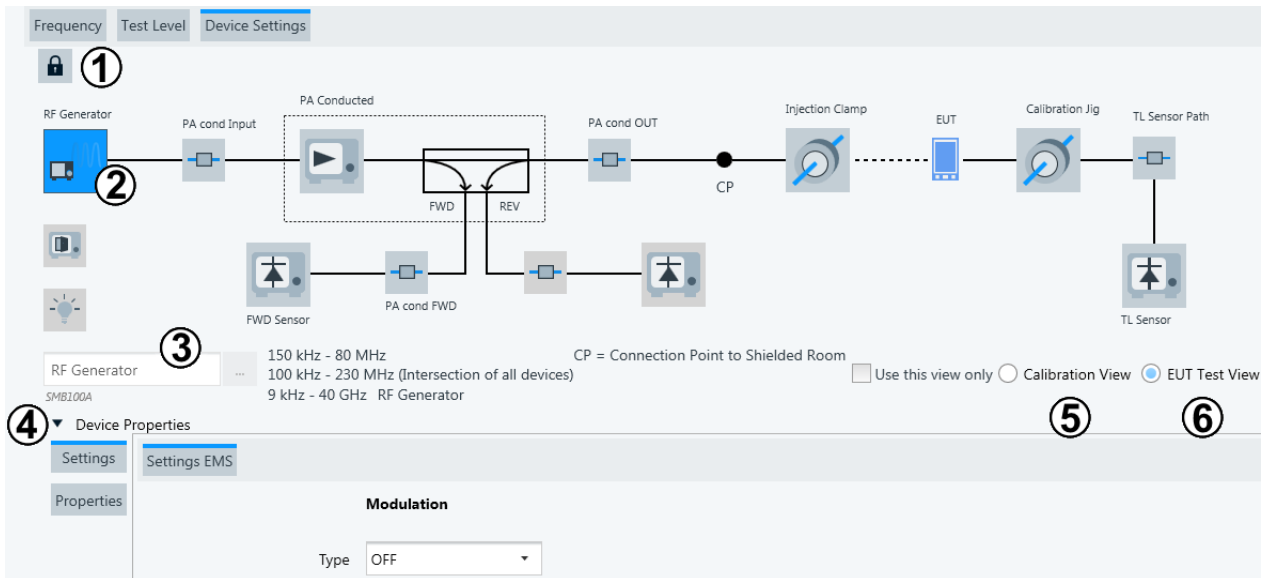 Frequency Test Level Device Settings
①
RF Generator
PA cond Input
PA Conducted
PA cond OUT
Injection Clamp
EUT
Calibration Jig
TL Sensor Path
②
CP
FWD REV
FWD Sensor
PA cond FWD
TL Sensor
③
RF Generator ...
SMB100A
150 kHz - 80 MHz
100 kHz - 230 MHz (Intersection of all devices)
9 kHz - 40 GHz RF Generator
CP = Connection Point to Shielded Room
Use this view only Calibration View EUT Test View
④ ⑤ ⑥
Device Properties
Settings
Properties
Settings EMS
Modulation
Type OFF